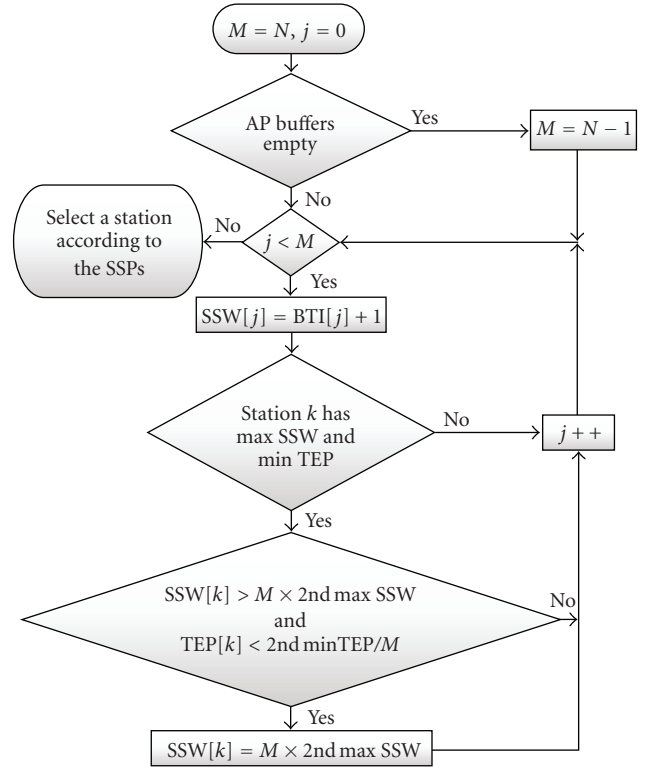 M = N, j = 0
AP buffers
empty
Yes
M = N − 1
No
Select a station
according to
the SSPs
No
j < M
Yes
SSW[j] = BTI[j] + 1
Station k has
max SSW and
min TEP
No
j + +
Yes
SSW[k] > M × 2nd max SSW
and
TEP[k] < 2nd minTEP/M
No
Yes
SSW[k] = M × 2nd max SSW